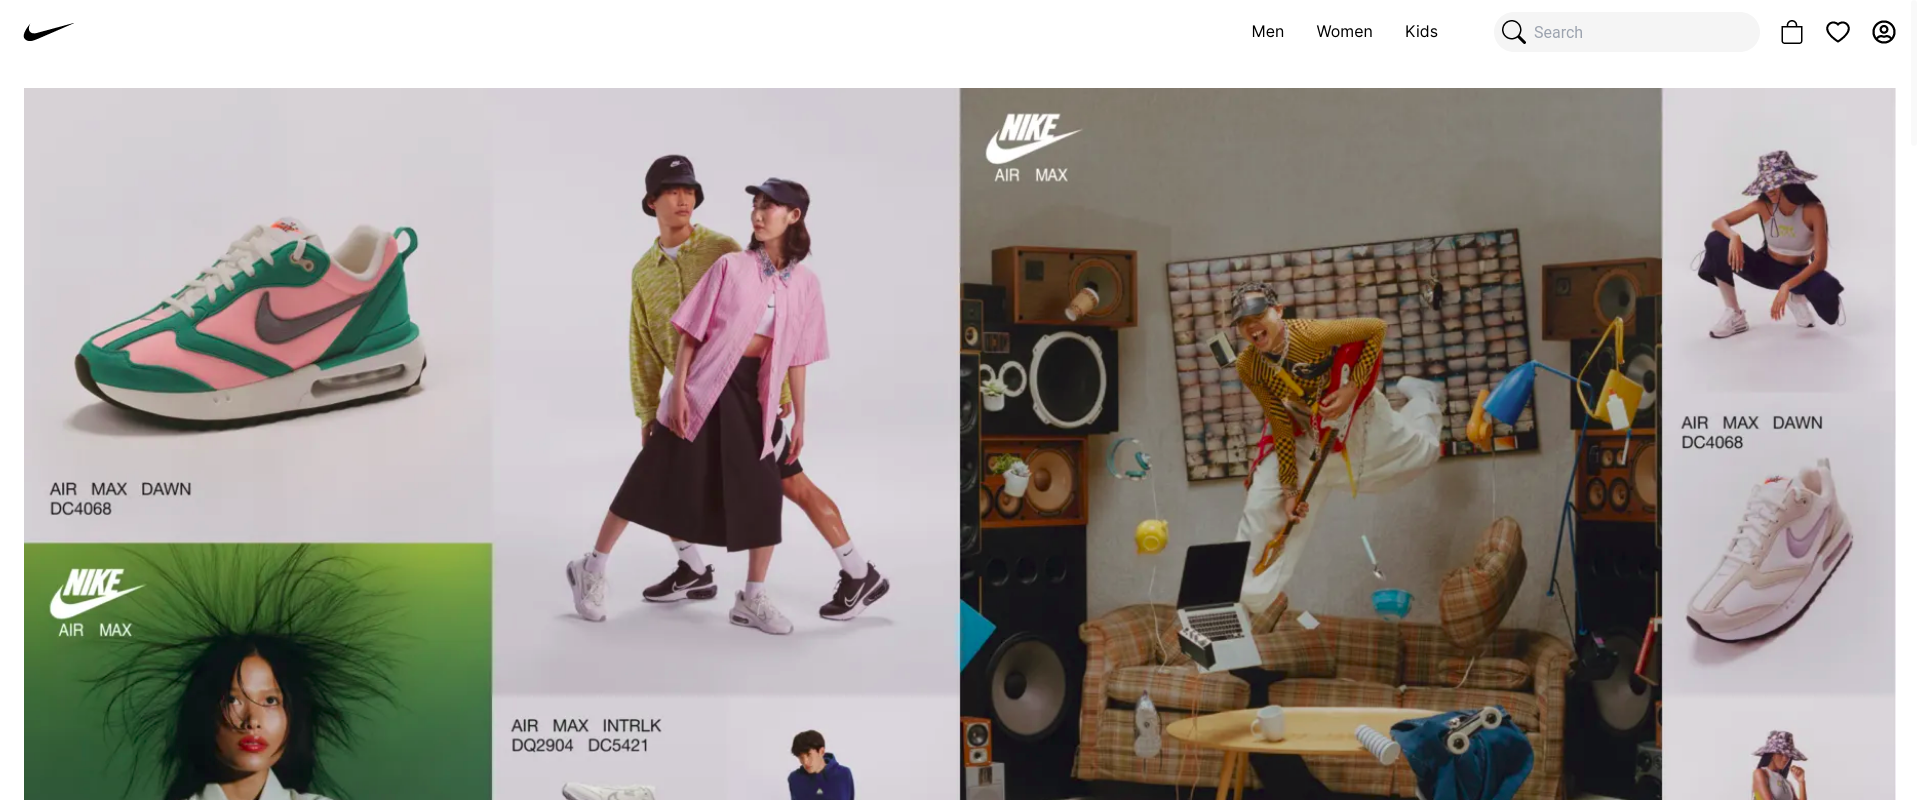 Men Women Kids
Search
AIR MAX DAWN
DC4068
NIKE
AIR MAX
AIR MAX INTRLK
DQ2904 DC5421
NIKE
AIR MAX
AIR MAX DAWN
DC4068